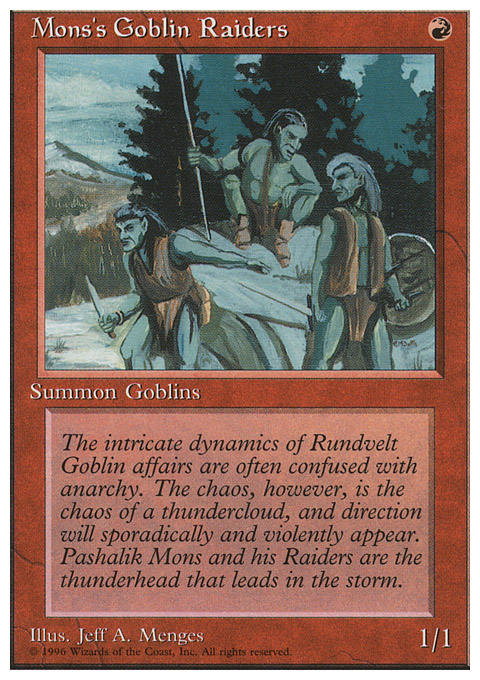 Mons's Goblin Raiders
Summon Goblins
The intricate dynamics of Rundvelt
Goblin affairs are often confused with
anarchy. The chaos, however, is the
chaos of a thundercloud, and direction
will sporadically and violently appear.
Pashalik Mons and his Raiders are the
thunderhead that leads in the storm.
Illus. Jeff A. Menges
1/1
© 1996 Wizards of the Coast, Inc. All rights reserved.